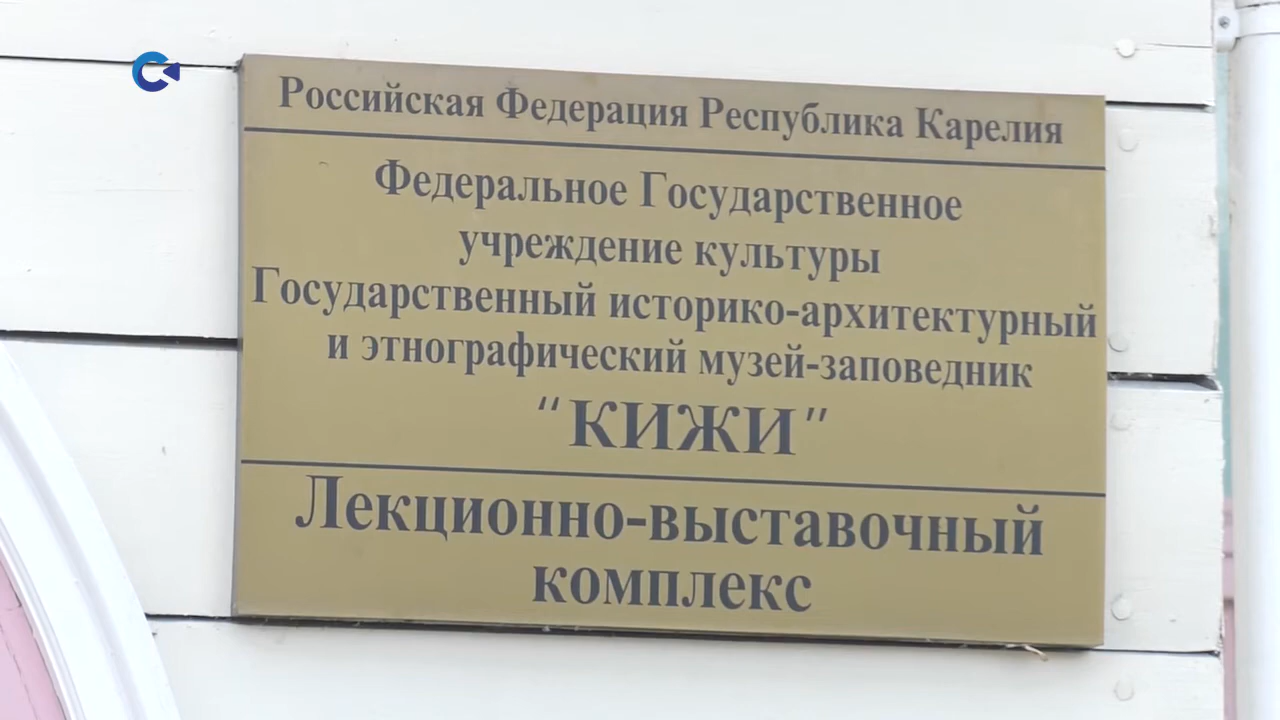 Российская Федерация Республика Карелия
Федеральное Государственное
учреждение культуры
Государственный историко-архитектурный
и этнографический музей-заповедник
“КИЖИ”
Лекционно-выставочный
комплекс